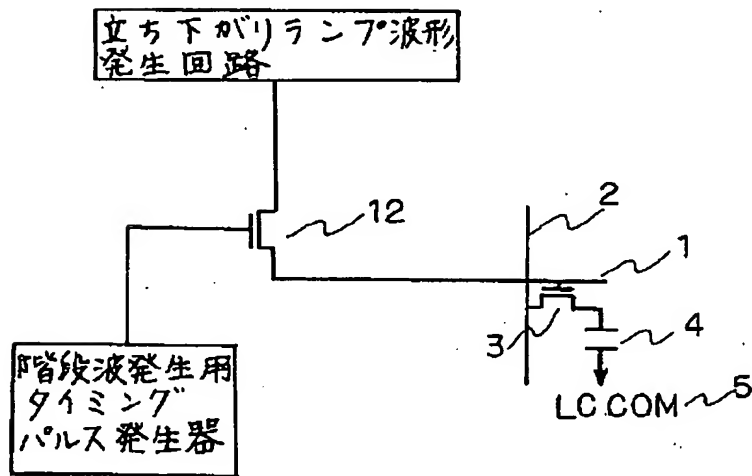 立ち下がりランプ波形
発生回路
12
2
1
3
4
LC.COM 5
階段波発生用
タイミング
パルス発生器